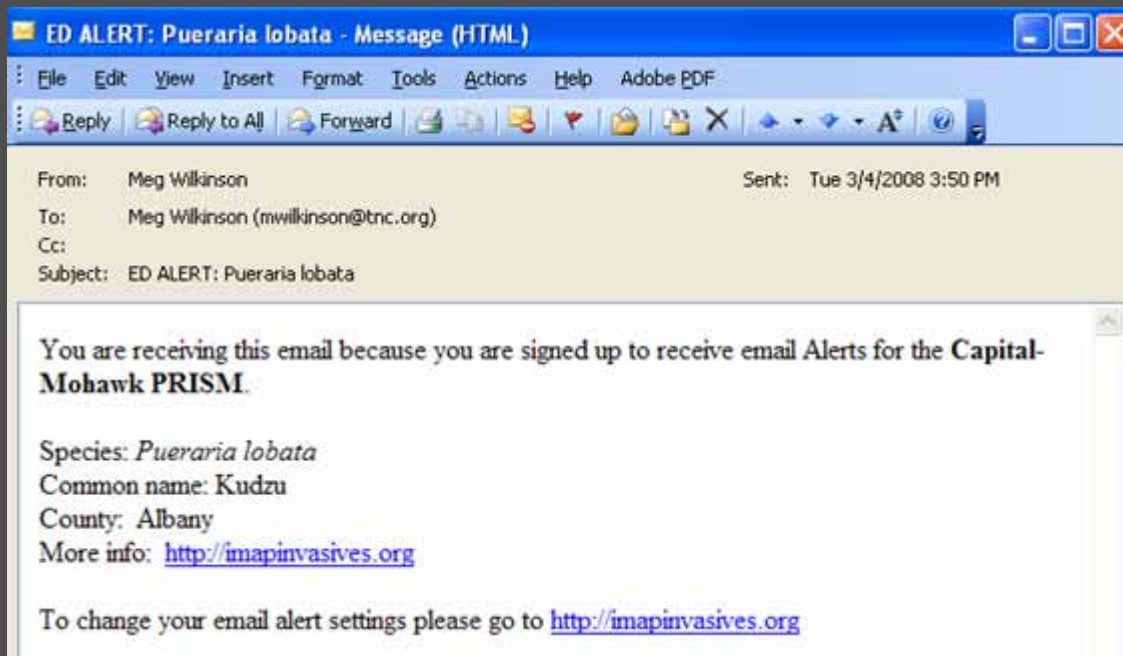 ED ALERT: Pueraria lobata - Message (HTML)
File Edit View Insert Format Tools Actions Help Adobe PDF
Reply Reply to All Forward
From: Meg Wilkinson Sent: Tue 3/4/2008 3:50 PM
To: Meg Wilkinson (mwilkinson@tnc.org)
Cc:
Subject: ED ALERT: Pueraria lobata
You are receiving this email because you are signed up to receive email Alerts for the Capital-
Mohawk PRISM.
Species: Pueraria lobata
Common name: Kudzu
County: Albany
More info: http://imapinvasives.org
To change your email alert settings please go to http://imapinvasives.org